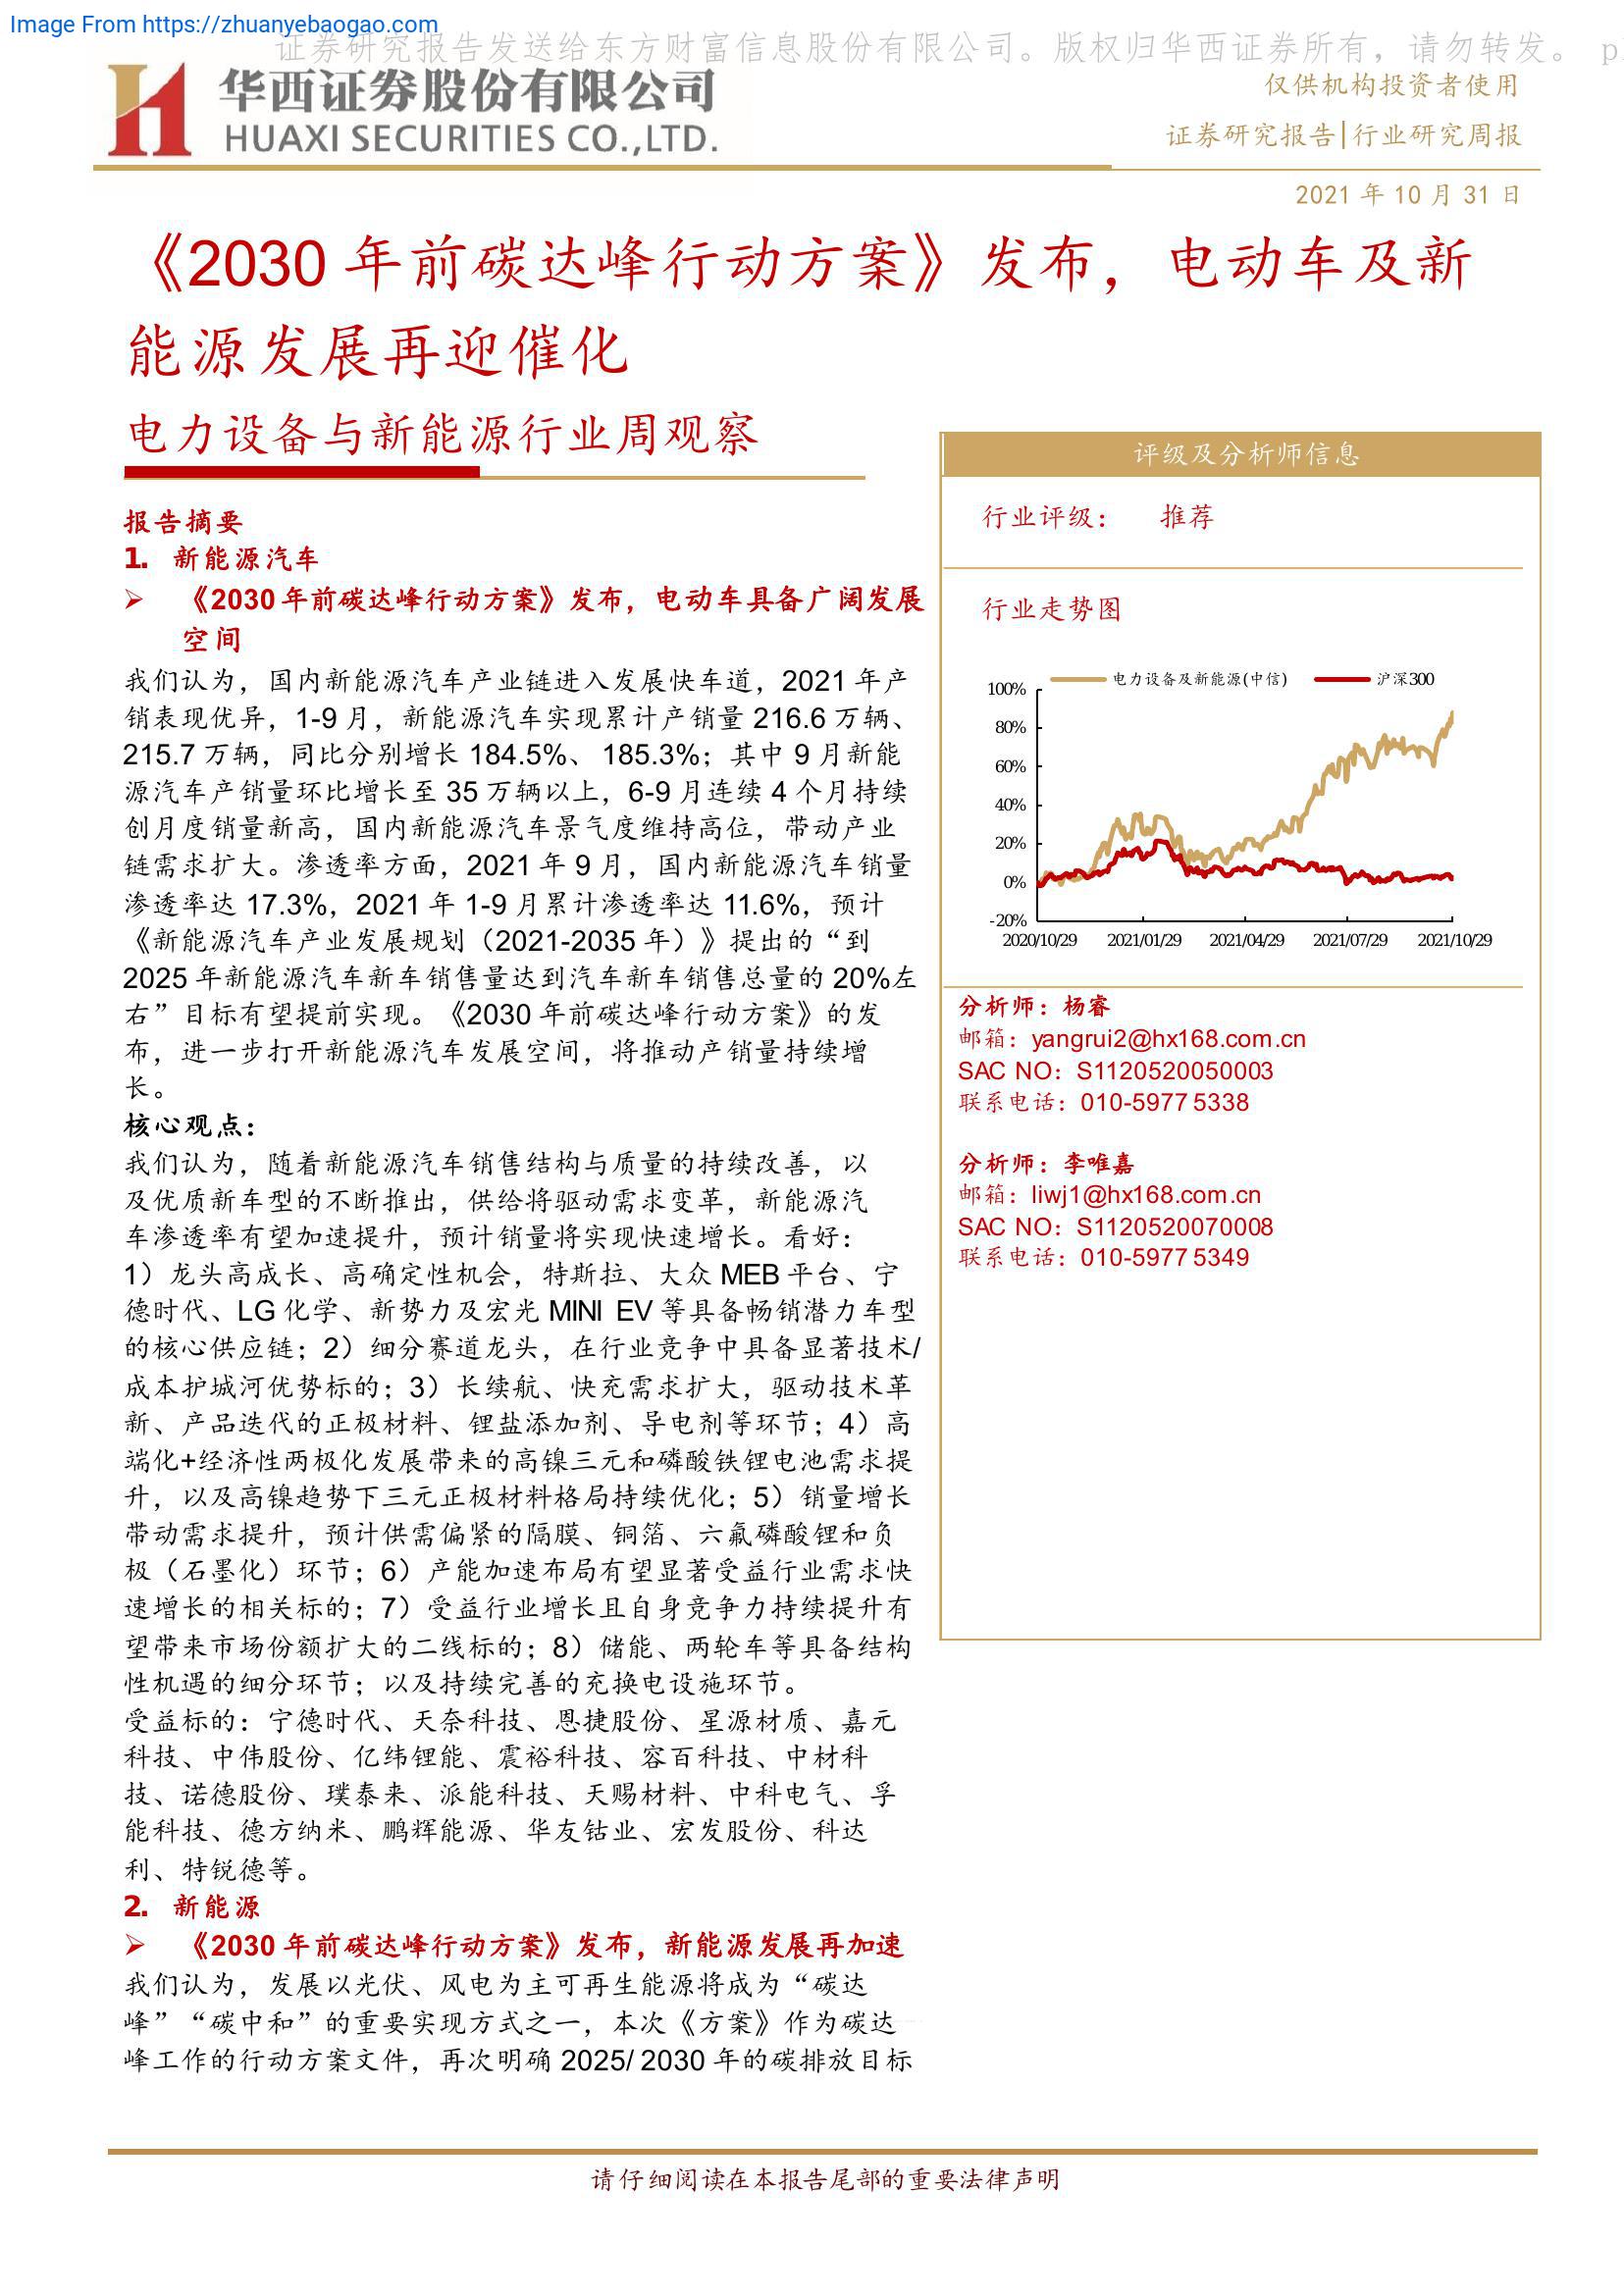 Image From https://zhuanyebaogao.com
证券研究报告发送给东方财富信息股份有限公司。版权归华西证券所有，请勿转发。 p
华西证券股份有限公司
HUAXI SECURITIES CO.,LTD.
仅供机构投资者使用
证券研究报告|行业研究周报
2021 年 10 月 31 日
《2030 年前碳达峰行动方案》发布，电动车及新
能源发展再迎催化
电力设备与新能源行业周观察
报告摘要
1. 新能源汽车
➢ 《2030 年前碳达峰行动方案》发布，电动车具备广阔发展
空间
我们认为，国内新能源汽车产业链进入发展快车道，2021 年产
销表现优异，1-9 月，新能源汽车实现累计产销量 216.6 万辆、
215.7 万辆，同比分别增长 184.5%、185.3%；其中 9 月新能
源汽车产销量环比增长至 35 万辆以上，6-9 月连续 4 个月持续
创月度销量新高，国内新能源汽车景气度维持高位，带动产业
链需求扩大。渗透率方面，2021 年 9 月，国内新能源汽车销量
渗透率达 17.3%，2021 年 1-9 月累计渗透率达 11.6%，预计
《新能源汽车产业发展规划（2021-2035 年）》提出的“到
2025 年新能源汽车新车销售量达到汽车新车销售总量的 20%左
右”目标有望提前实现。《2030 年前碳达峰行动方案》的发
布，进一步打开新能源汽车发展空间，将推动产销量持续增
长。
核心观点：
我们认为，随着新能源汽车销售结构与质量的持续改善，以
及优质新车型的不断推出，供给将驱动需求变革，新能源汽
车渗透率有望加速提升，预计销量将实现快速增长。看好：
1）龙头高成长、高确定性机会，特斯拉、大众 MEB 平台、宁
德时代、LG 化学、新势力及宏光 MINI EV 等具备畅销潜力车型
的核心供应链；2）细分赛道龙头，在行业竞争中具备显著技术/
成本护城河优势标的；3）长续航、快充需求扩大，驱动技术革
新、产品迭代的正极材料、锂盐添加剂、导电剂等环节；4）高
端化+经济性两极化发展带来的高镍三元和磷酸铁锂电池需求提
升，以及高镍趋势下三元正极材料格局持续优化；5）销量增长
带动需求提升，预计供需偏紧的隔膜、铜箔、六氟磷酸锂和负
极（石墨化）环节；6）产能加速布局有望显著受益行业需求快
速增长的相关标的；7）受益行业增长且自身竞争力持续提升有
望带来市场份额扩大的二线标的；8）储能、两轮车等具备结构
性机遇的细分环节；以及持续完善的充换电设施环节。
受益标的：宁德时代、天奈科技、恩捷股份、星源材质、嘉元
科技、中伟股份、亿纬锂能、震裕科技、容百科技、中材科
技、诺德股份、璞泰来、派能科技、天赐材料、中科电气、孚
能科技、德方纳米、鹏辉能源、华友钴业、宏发股份、科达
利、特锐德等。
2. 新能源
➢ 《2030 年前碳达峰行动方案》发布，新能源发展再加速
我们认为，发展以光伏、风电为主可再生能源将成为“碳达
峰”“碳中和”的重要实现方式之一，本次《方案》作为碳达
峰工作的行动方案文件，再次明确 2025/ 2030 年的碳排放目标
评级及分析师信息
行业评级： 推荐
行业走势图
电力设备及新能源(中信) 沪深300
100%
80%
60%
40%
20%
0%
-20%
2020/10/29 2021/01/29 2021/04/29 2021/07/29 2021/10/29
分析师：杨睿
邮箱：yangrui2@hx168.com.cn
SAC NO：S1120520050003
联系电话：010-5977 5338
分析师：李唯嘉
邮箱：liwj1@hx168.com.cn
SAC NO：S1120520070008
联系电话：010-5977 5349
请仔细阅读在本报告尾部的重要法律声明